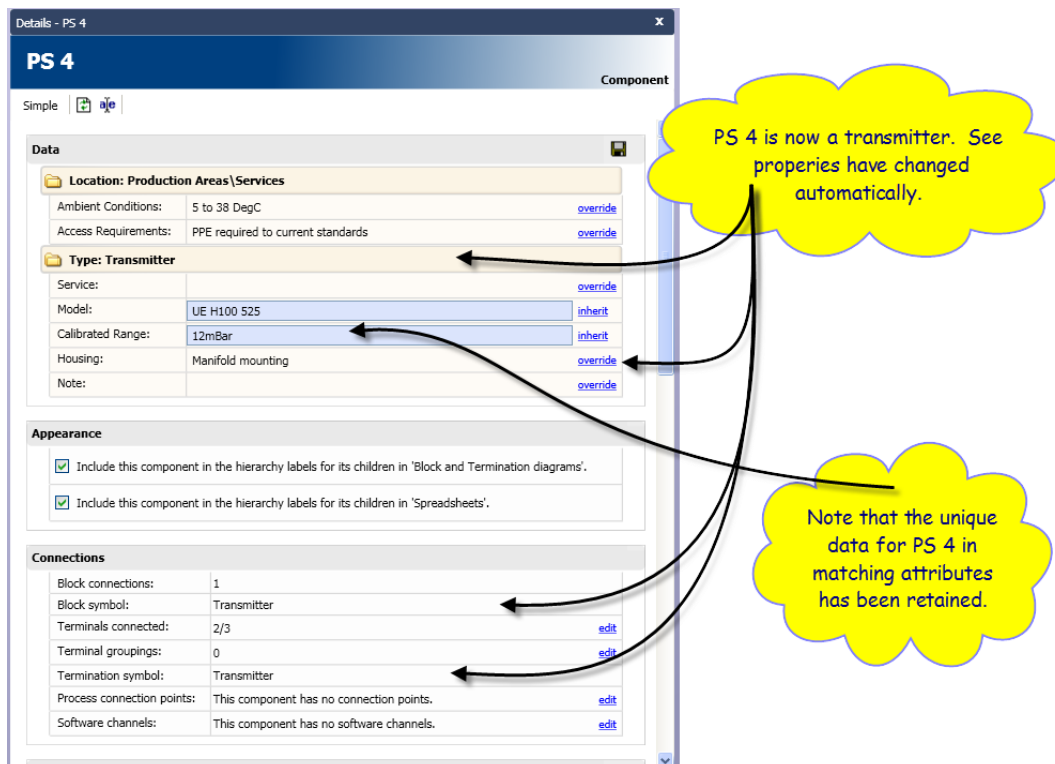 Details - PS 4
x
PS 4
Component
Simple
a e
Data
Location: Production Areas\Services
Ambient Conditions: 5 to 38 DegC override
Access Requirements: PPE required to current standards override
Type: Transmitter
Service: override
Model: UE H100 525 inherit
Calibrated Range: 12mBar inherit
Housing: Manifold mounting override
Note: override
Appearance
Include this component in the hierarchy labels for its children in 'Block and Termination diagrams'.
Include this component in the hierarchy labels for its children in 'Spreadsheets'.
Connections
Block connections: 1
Block symbol: Transmitter
Terminals connected: 2/3 edit
Terminal groupings: 0 edit
Termination symbol: Transmitter
Process connection points: This component has no connection points. edit
Software channels: This component has no software channels. edit
PS 4 is now a transmitter. See
properies have changed
automatically.
Note that the unique
data for PS 4 in
matching attributes
has been retained.